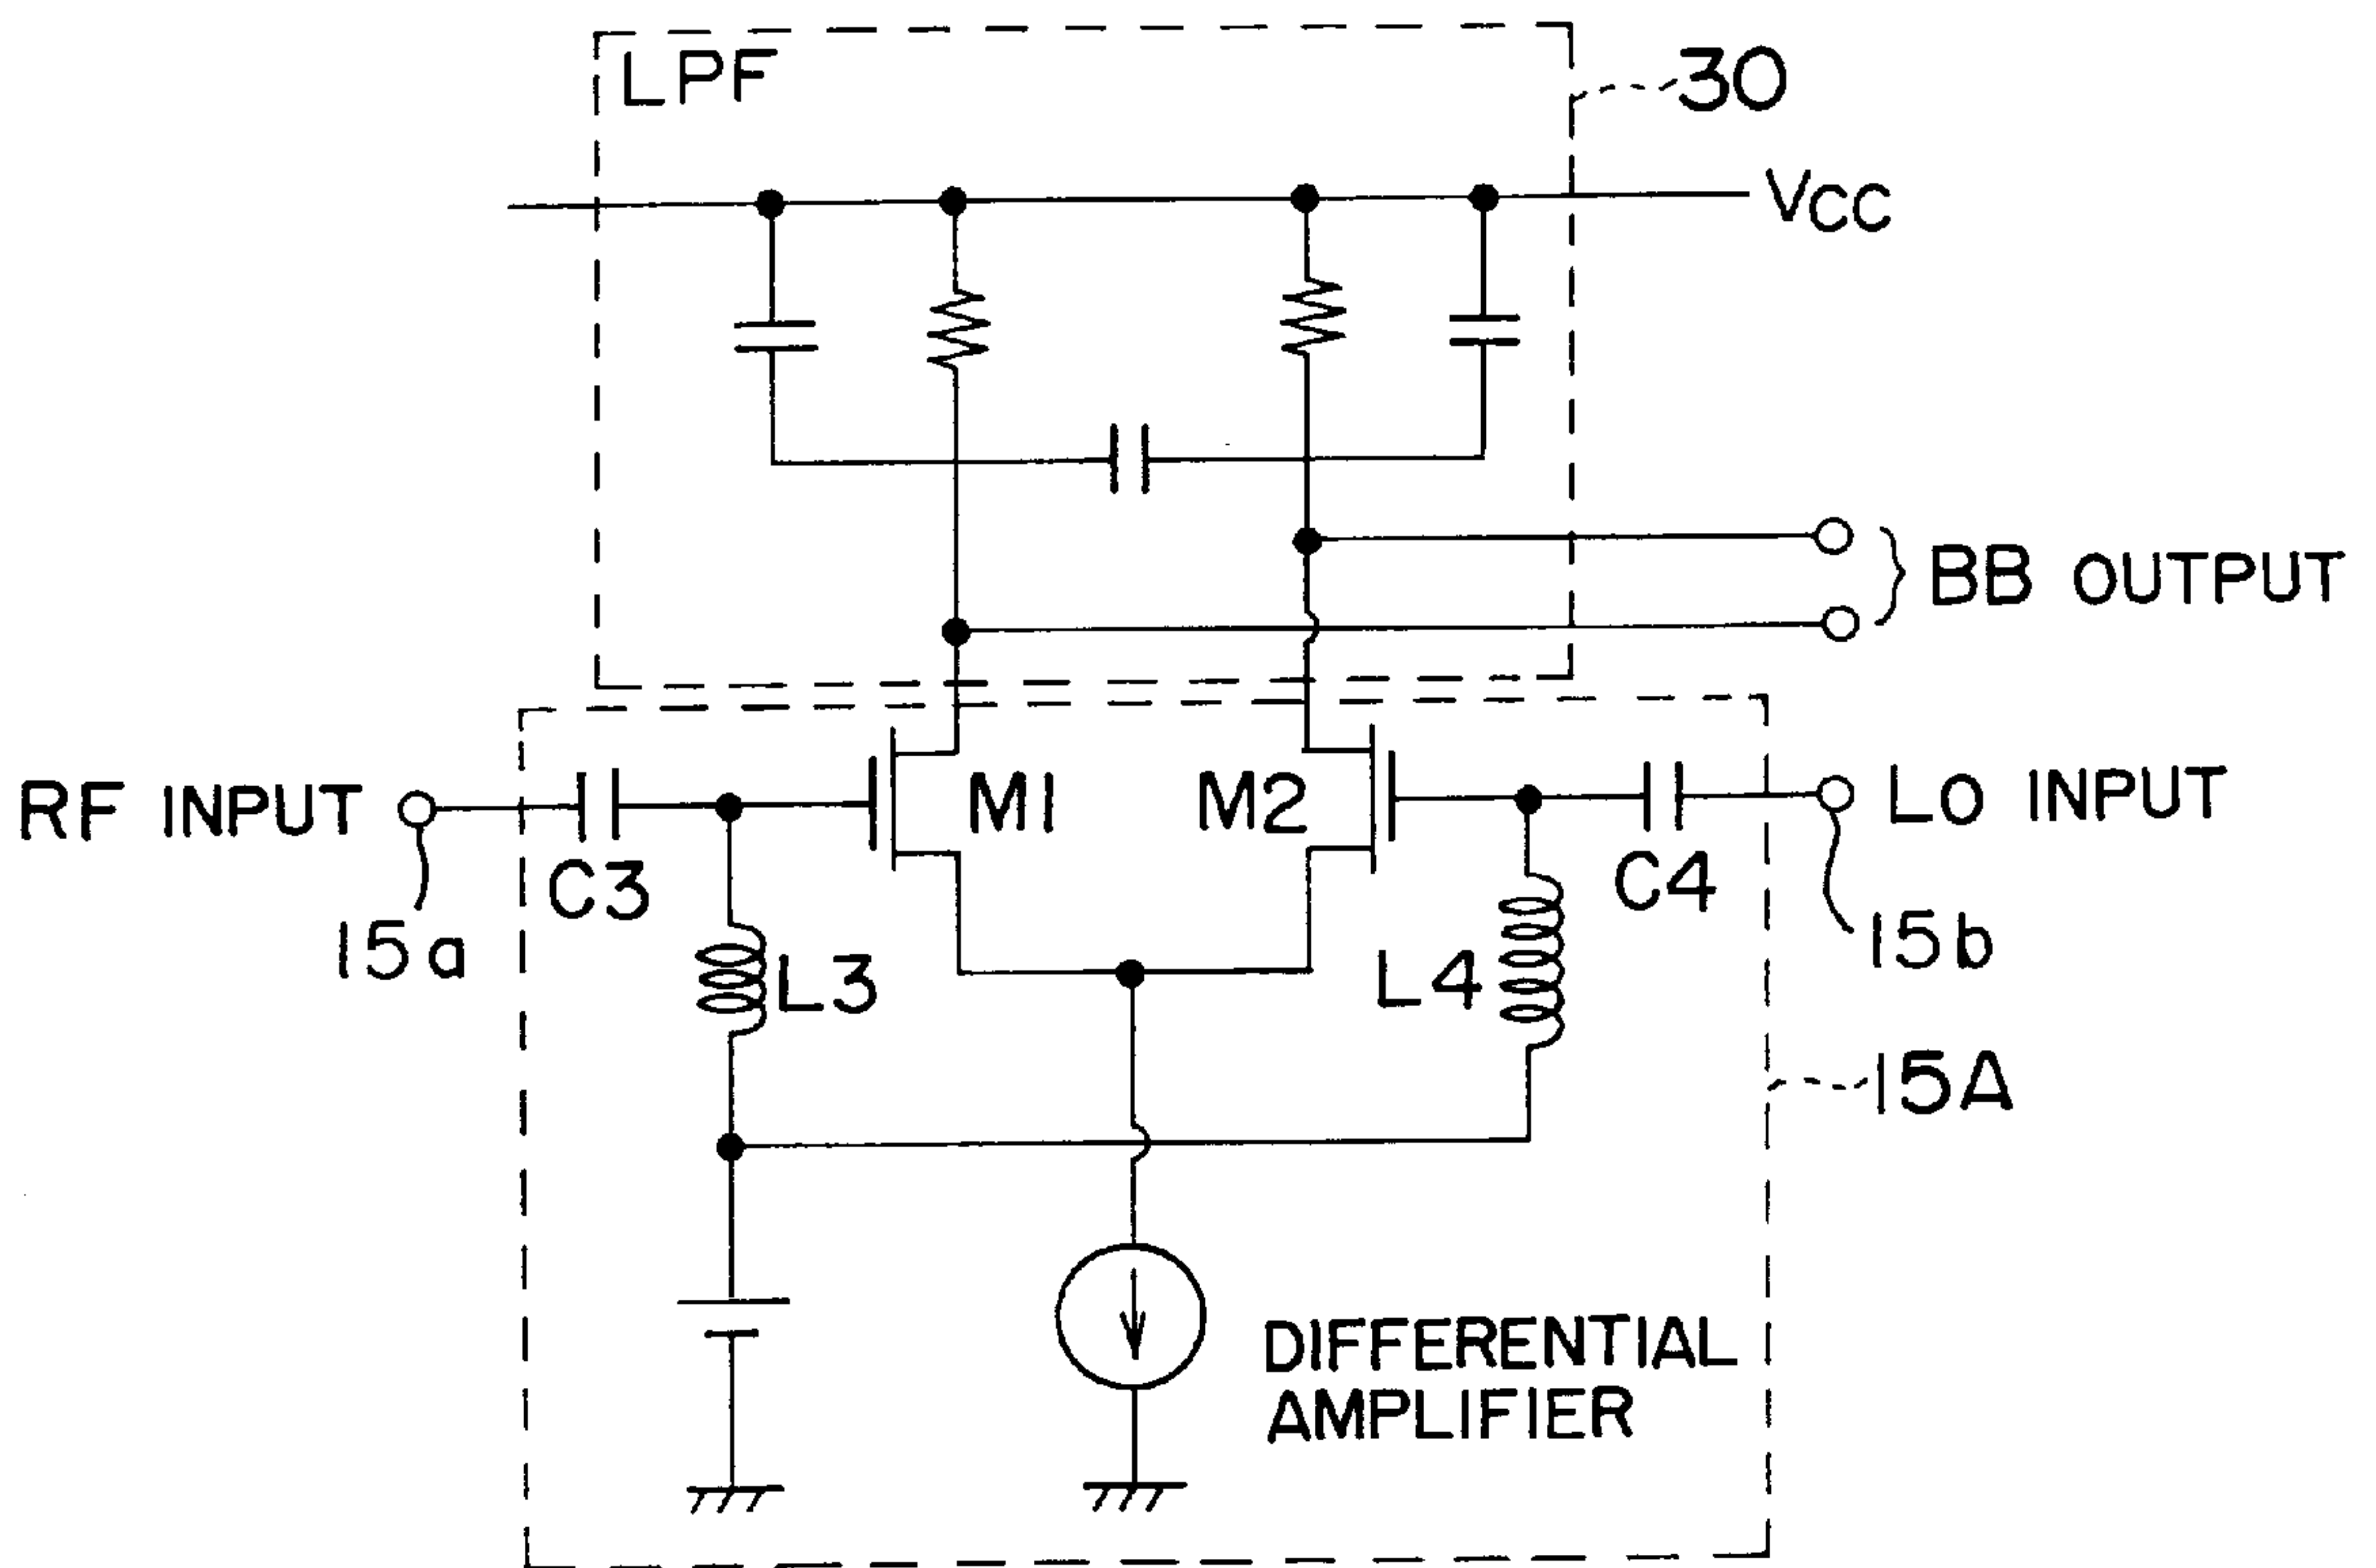 LPF
30
VCC
BB OUTPUT
RF INPUT
M1
M2
LO INPUT
C3
C4
15a
15b
L3
L4
15A
DIFFERENTIAL
AMPLIFIER